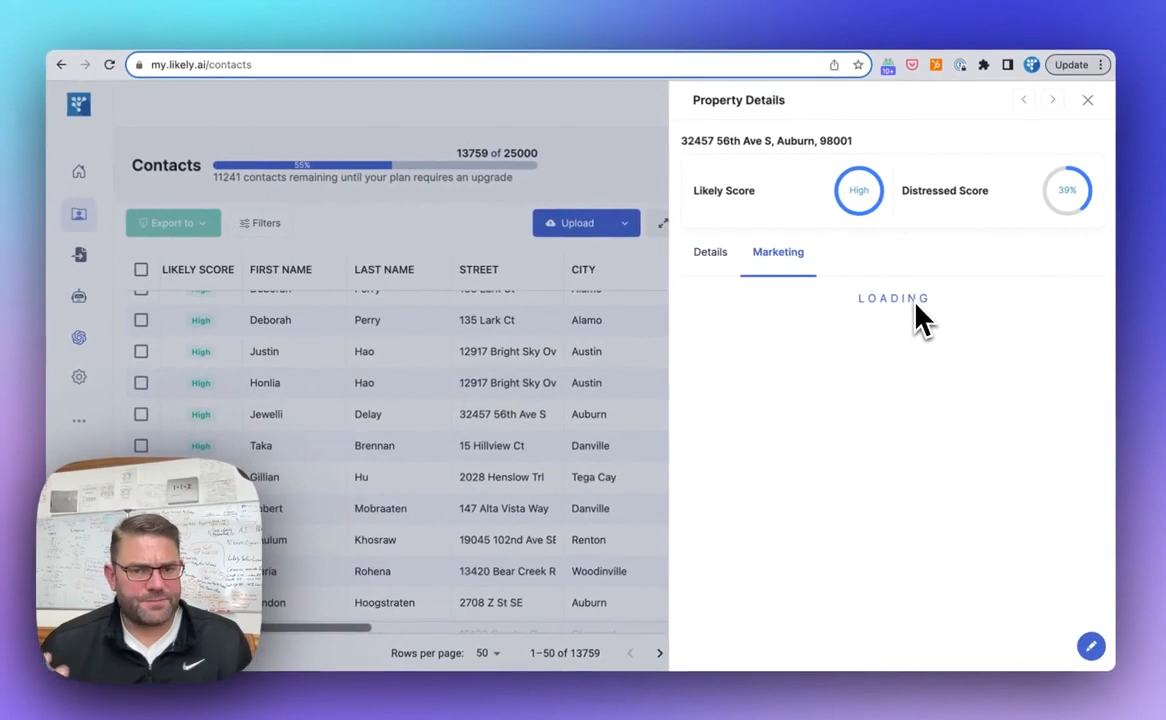 my.likely.ai/contacts
10+
Update
Contacts
55%
13759 of 25000
11241 contacts remaining until your plan requires an upgrade
Export to
Filters
Upload
LIKELY SCORE FIRST NAME LAST NAME STREET CITY
High Deborah Perry 135 Lark Ct Alamo
High Justin Hao 12917 Bright Sky Ov Austin
High Honlia Hao 12917 Bright Sky Ov Austin
High Jewelli Delay 32457 56th Ave S Auburn
High Taka Brennan 15 Hillview Ct Danville
Gillian Hu 2028 Henslow Trl Tega Cay
bert Mobraaten 147 Alta Vista Way Danville
ulum Khosraw 19045 102nd Ave SE Renton
ria Rohena 13420 Bear Creek R Woodinville
ndon Hoogstraten 2708 Z St SE Auburn
Rows per page: 50 1–50 of 13759
Property Details
32457 56th Ave S, Auburn, 98001
Likely Score High Distressed Score 39%
Details Marketing
LOADING